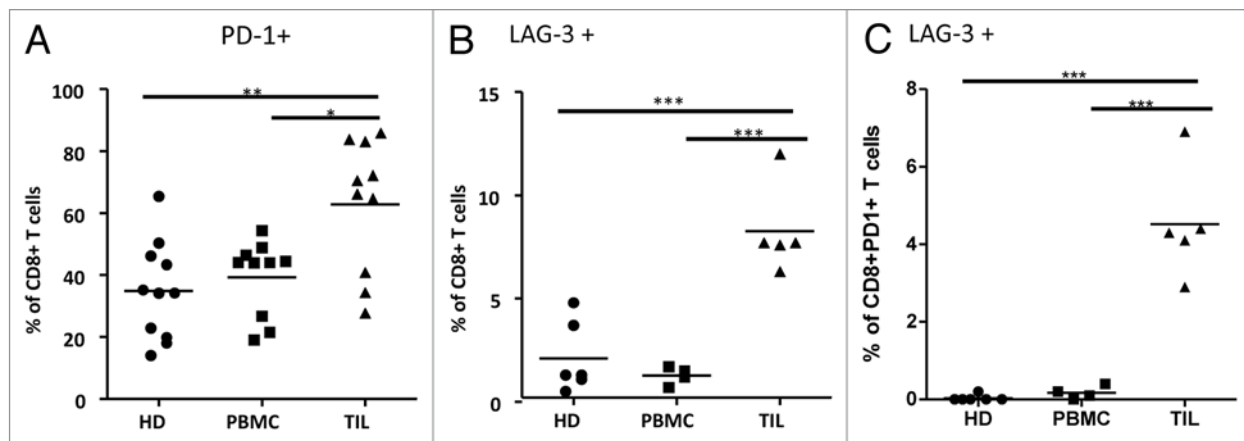 A
PD-1+
% of CD8+ T cells
100
80
60
40
20
0
**
*
HD PBMC TIL
B
LAG-3 +
% of CD8+ T cells
15
10
5
0
***
***
HD PBMC TIL
C
LAG-3 +
% of CD8+PD1+ T cells
8
6
4
2
0
***
***
HD PBMC TIL